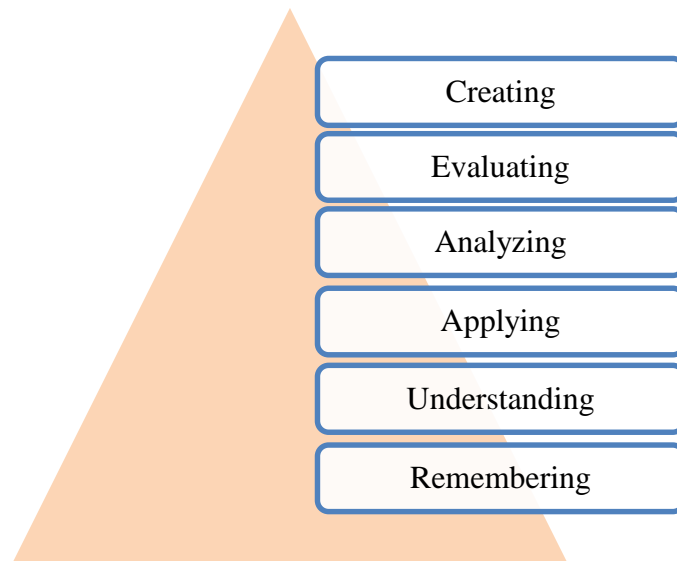 Creating
Evaluating
Analyzing
Applying
Understanding
Remembering